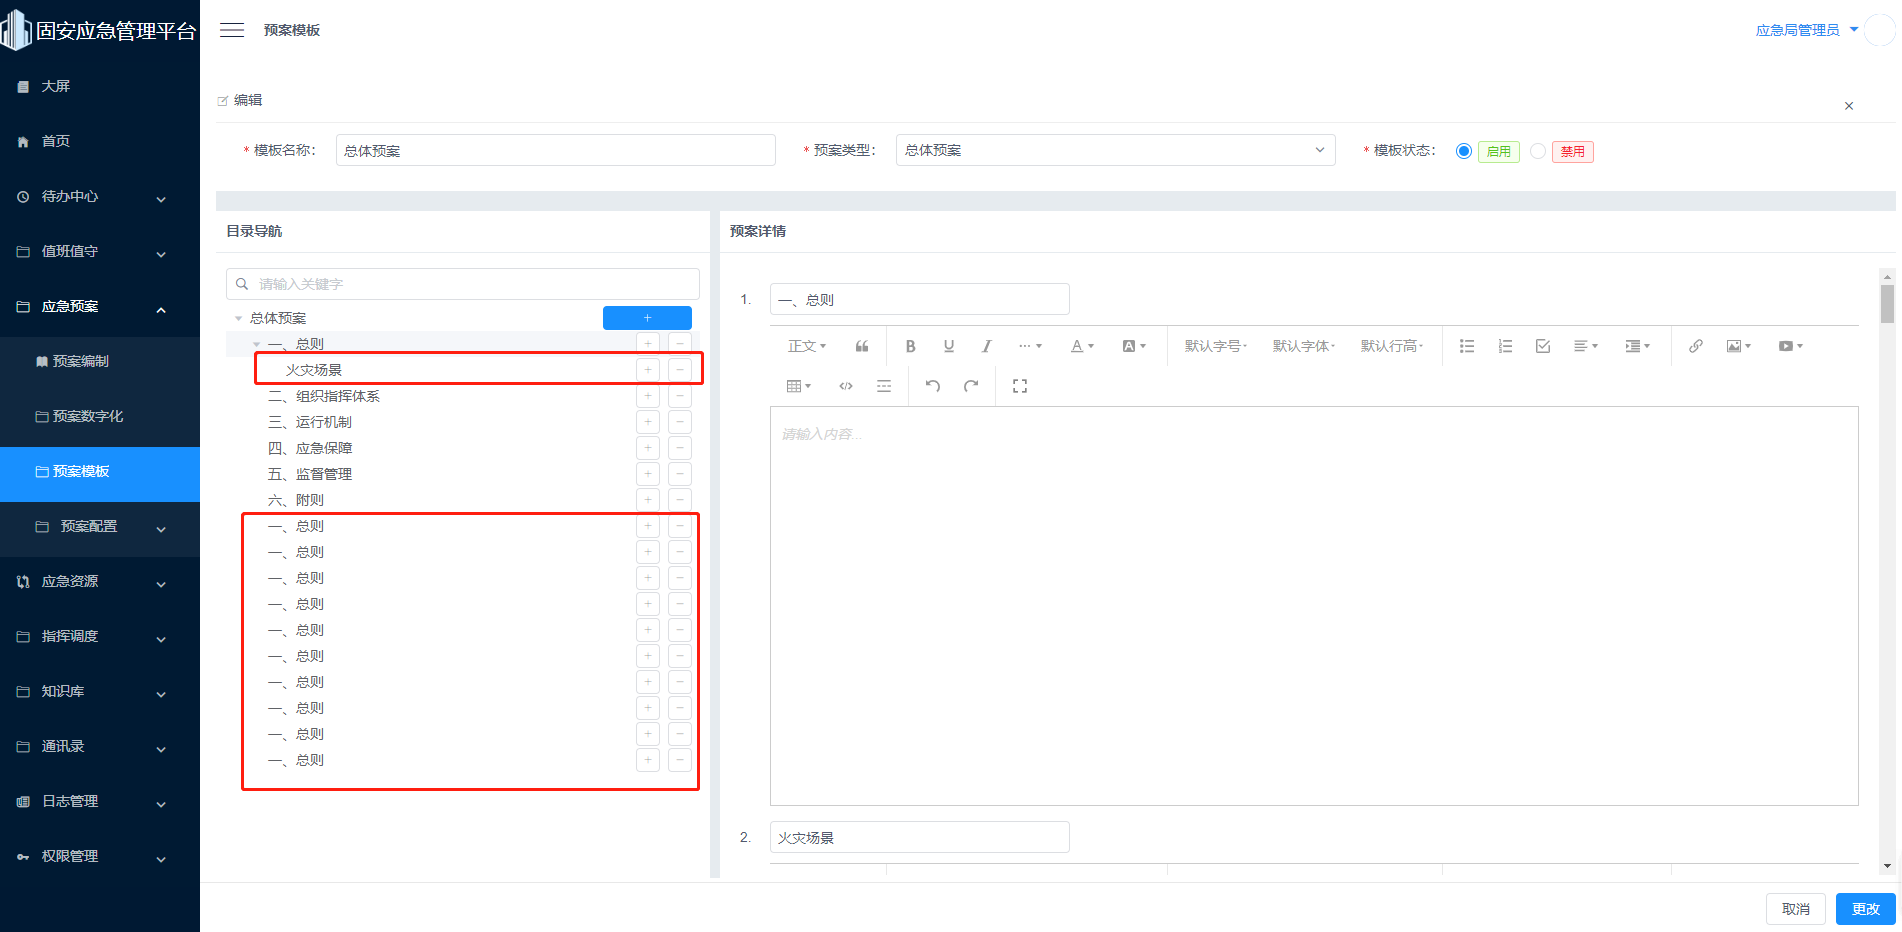 固安应急管理平台
预案模板
应急局管理员
大屏
首页
待办中心
值班值守
应急预案
预案编制
预案数字化
预案模板
预案配置
应急资源
指挥调度
知识库
通讯录
日志管理
权限管理
编辑
* 模板名称： 总体预案
* 预案类型： 总体预案
* 模板状态： 启用 禁用
目录导航
请输入关键字
总体预案
一、总则
火灾场景
二、组织指挥体系
三、运行机制
四、应急保障
五、监督管理
六、附则
一、总则
一、总则
一、总则
一、总则
一、总则
一、总则
一、总则
一、总则
一、总则
一、总则
预案详情
1. 一、总则
正文 B U I A A 默认字号 默认字体 默认行高
请输入内容...
2. 火灾场景
取消 更改